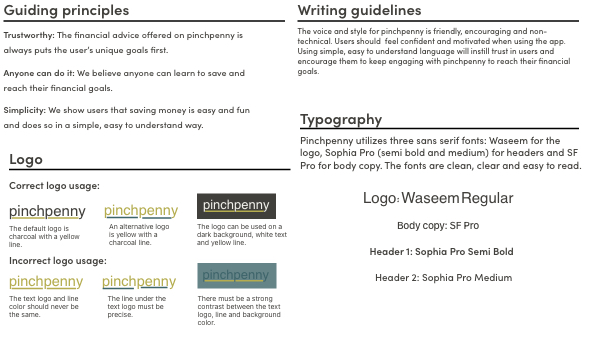 Guiding principles
Trustworthy: The financial advice offered on pinchpenny is
always puts the user's unique goals first.
Anyone can do it: We believe anyone can learn to save and
reach their financial goals.
Simplicity: We show users that saving money is easy and fun
and does so in a simple, easy to understand way.
Logo
Correct logo usage:
pinchpenny
The default logo is
charcoal with a yellow
line.
pinchpenny
An alternative logo
is yellow with a
charcoal line.
pinchpenny
The logo can be used on a
dark background, white text
and yellow line.
Incorrect logo usage:
pinchpenny
The text logo and line
color should never be
the same.
pinchpenny
The line under the
text logo must be
precise.
pinchpenny
There must be a strong
contrast between the text
logo, line and background
color.
Writing guidelines
The voice and style for pinchpenny is friendly, encouraging and non-
technical. Users should feel confident and motivated when using the app.
Using simple, easy to understand language will instill trust in users and
encourage them to keep engaging with pinchpenny to reach their financial
goals.
Typography
Pinchpenny utilizes three sans serif fonts: Waseem for the
logo, Sophia Pro (semi bold and medium) for headers and SF
Pro for body copy. The fonts are clean, clear and easy to read.
Logo: Waseem Regular
Body copy: SF Pro
Header 1: Sophia Pro Semi Bold
Header 2: Sophia Pro Medium